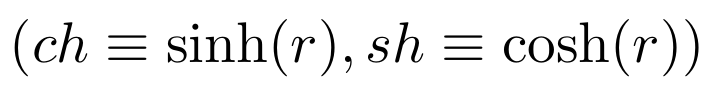 (ch ≡ sinh(r), sh ≡ cosh(r))